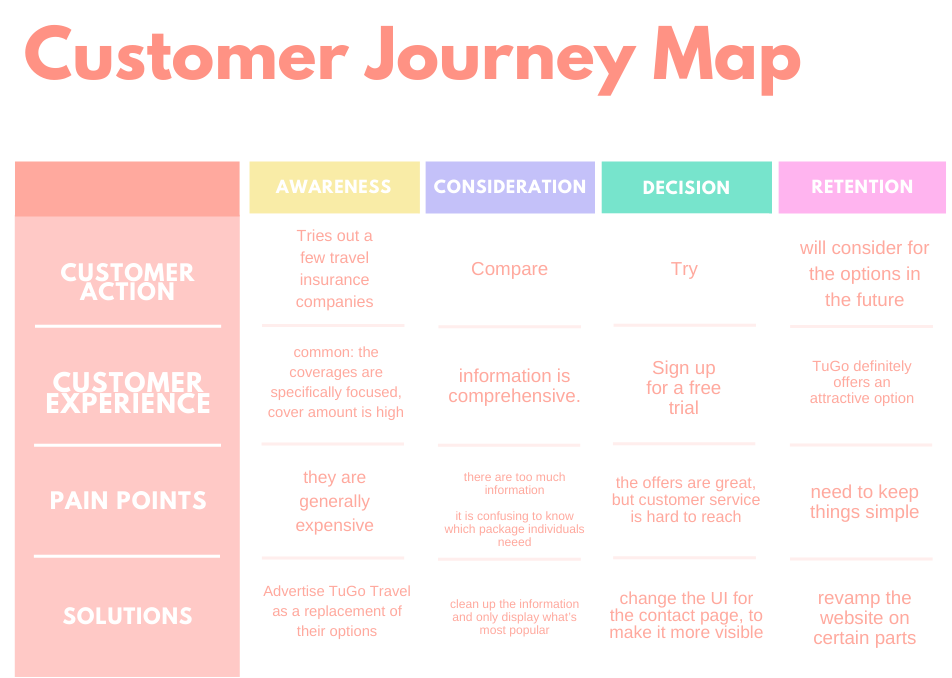 Customer Journey Map
AWARENESS
CONSIDERATION
DECISION
RETENTION
CUSTOMER
ACTION
Tries out a
few travel
insurance
companies
Compare
Try
will consider for
the options in
the future
CUSTOMER
EXPERIENCE
common: the
coverages are
specifically focused,
cover amount is high
information is
comprehensive.
Sign up
for a free
trial
TuGo definitely
offers an
attractive option
PAIN POINTS
they are
generally
expensive
there are too much
information
it is confusing to know
which package individuals
neeed
the offers are great,
but customer service
is hard to reach
need to keep
things simple
SOLUTIONS
Advertise TuGo Travel
as a replacement of
their options
clean up the information
and only display what's
most popular
change the UI for
the contact page, to
make it more visible
revamp the
website on
certain parts